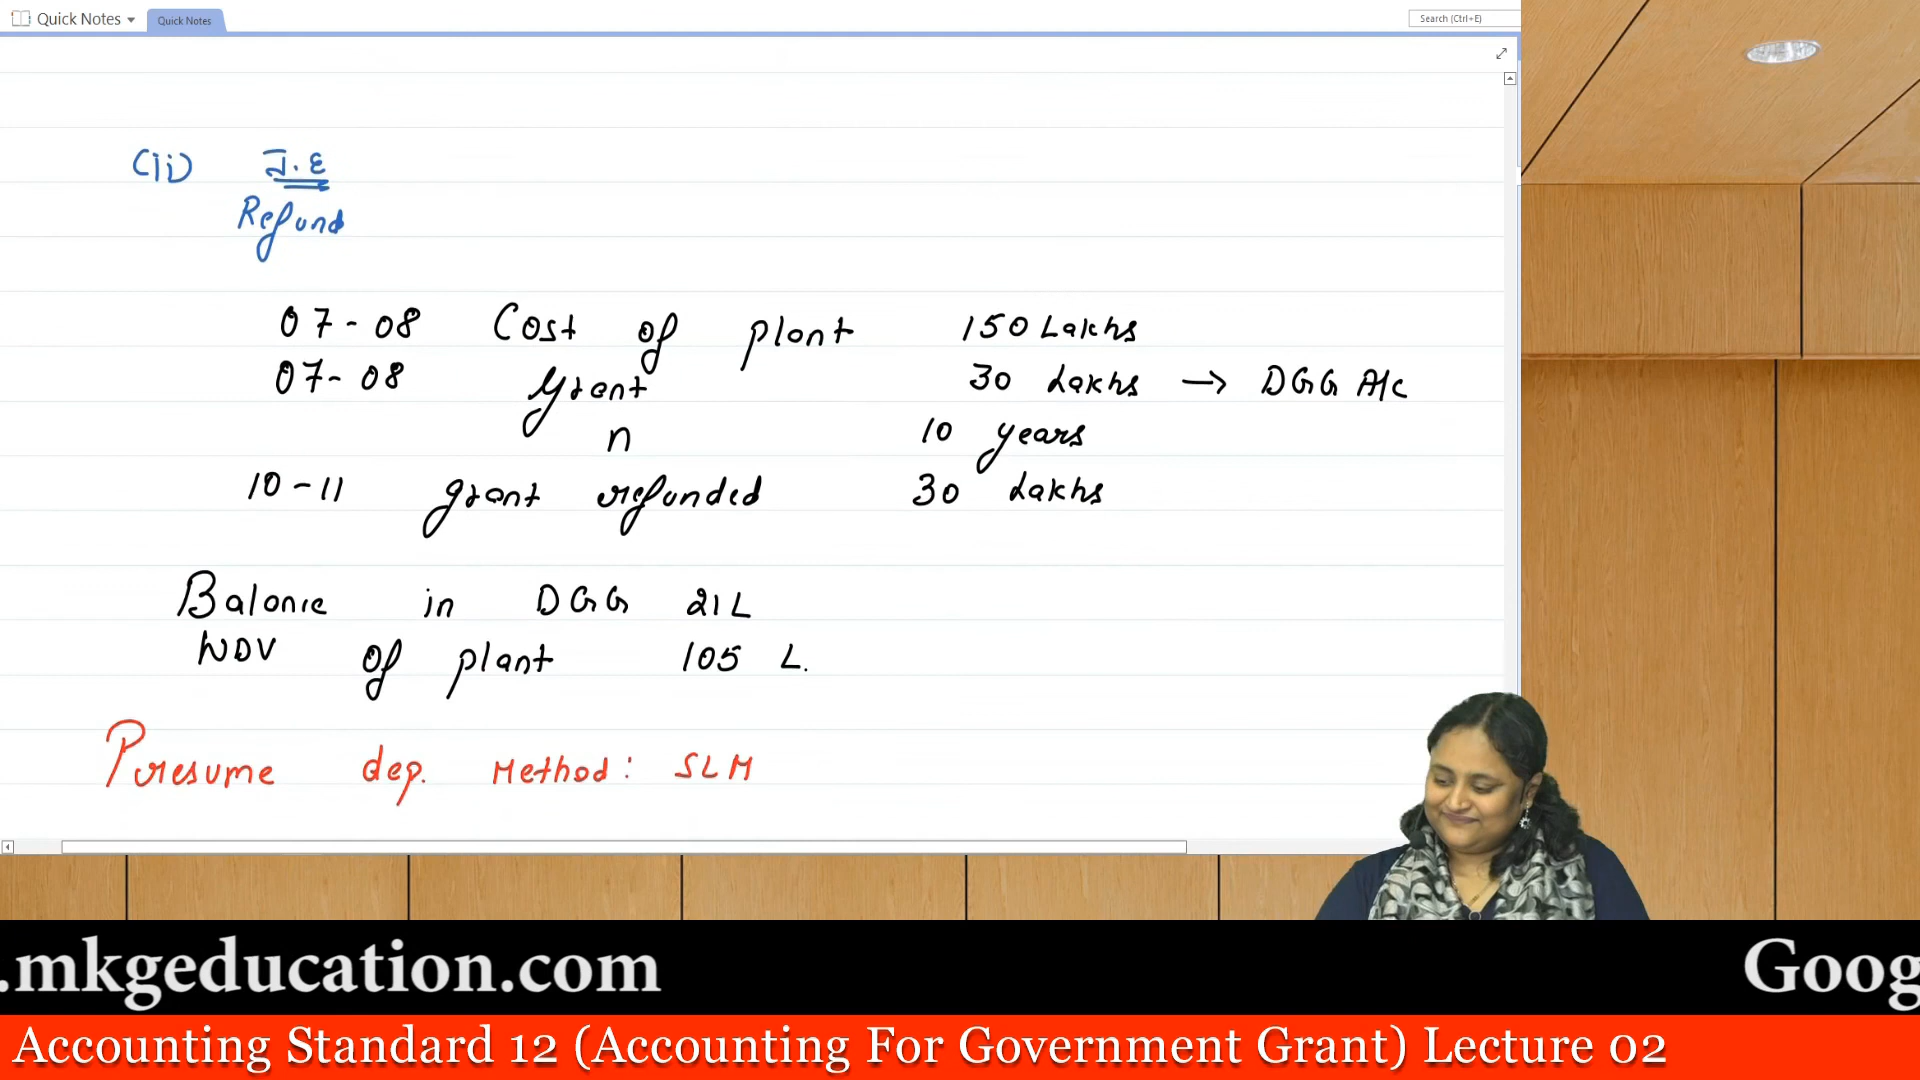 Quick Notes
Quick Notes
Search (Ctrl+E)
(ii) J.E
Refund
07-08 Cost of plant 150 Lakhs
07-08 Grant 30 Lakhs → DGG A/c
n 10 years
10-11 grant refunded 30 Lakhs
Balance in DGG 21 L
WDV of plant 105 L.
Presume dep. Method: SLM
.mkgeducation.com
Goog
Accounting Standard 12 (Accounting For Government Grant) Lecture 02